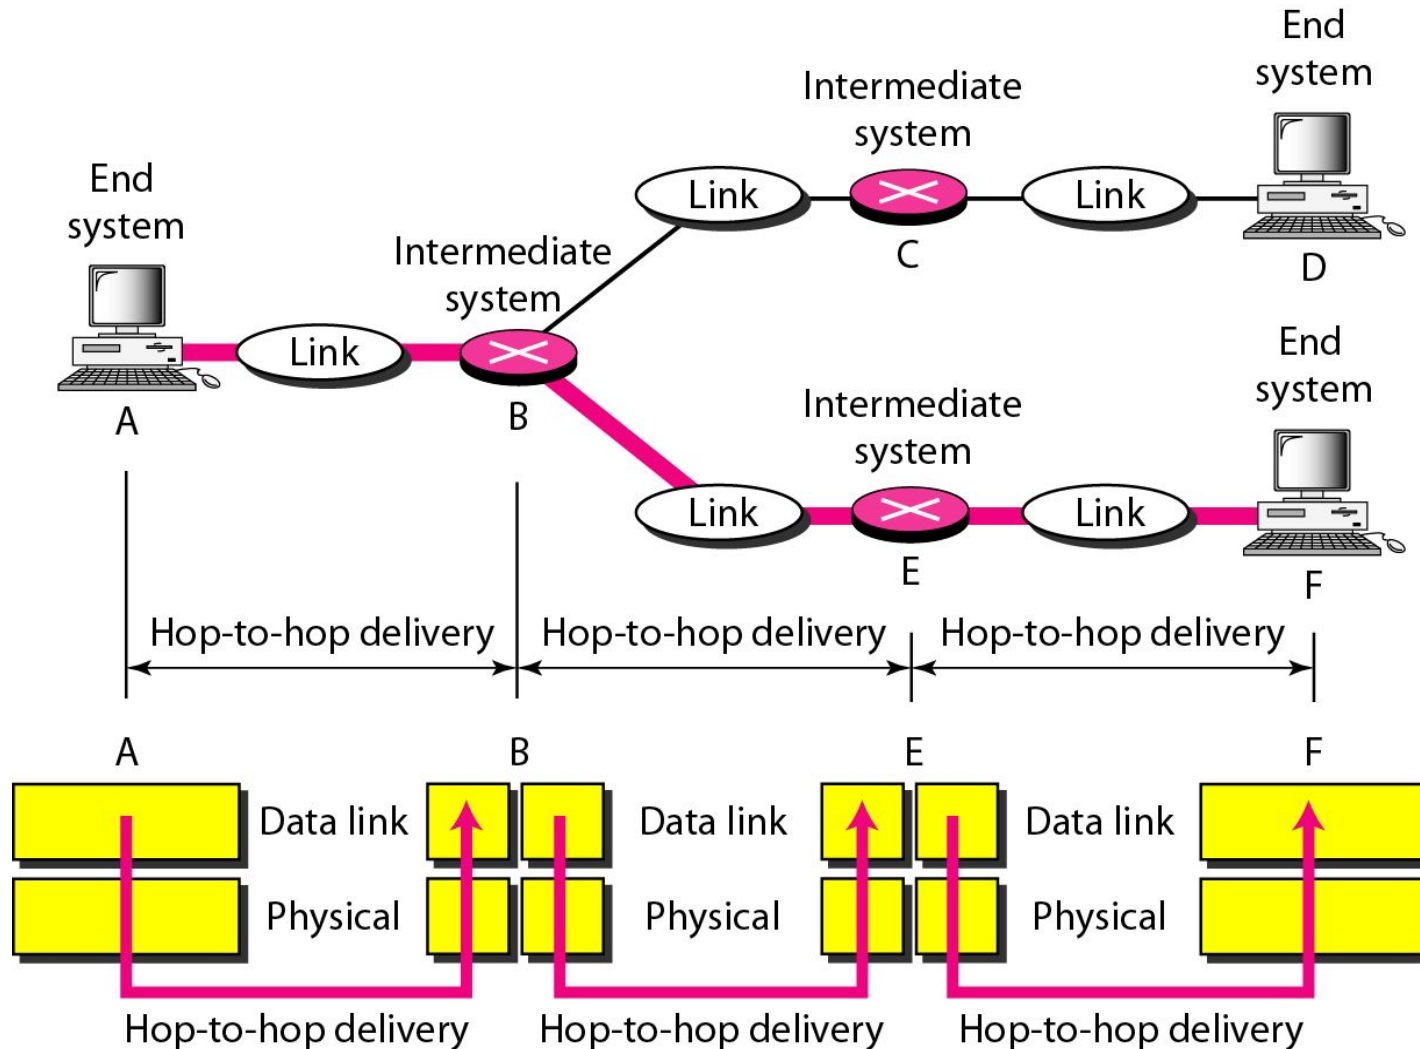 End
system
Intermediate
system
End
system
Link
Link
C
D
Intermediate
system
Link
A
B
End
system
Intermediate
system
Link
Link
E
F
Hop-to-hop delivery
Hop-to-hop delivery
Hop-to-hop delivery
A
B
E
F
Data link
Data link
Data link
Physical
Physical
Physical
Hop-to-hop delivery
Hop-to-hop delivery
Hop-to-hop delivery